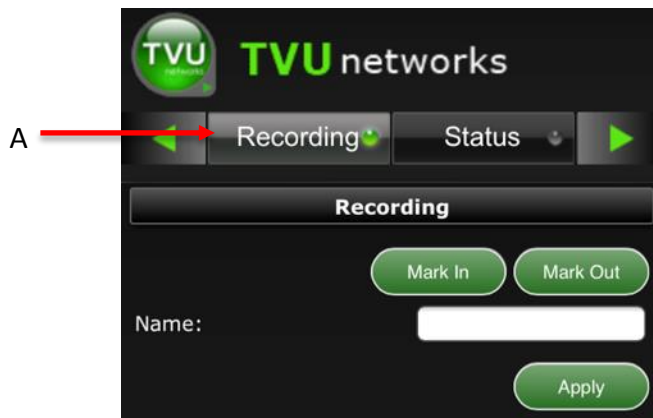 TVU
networks
TVU networks
A
Recording Status
Recording
Mark In Mark Out
Name:
Apply